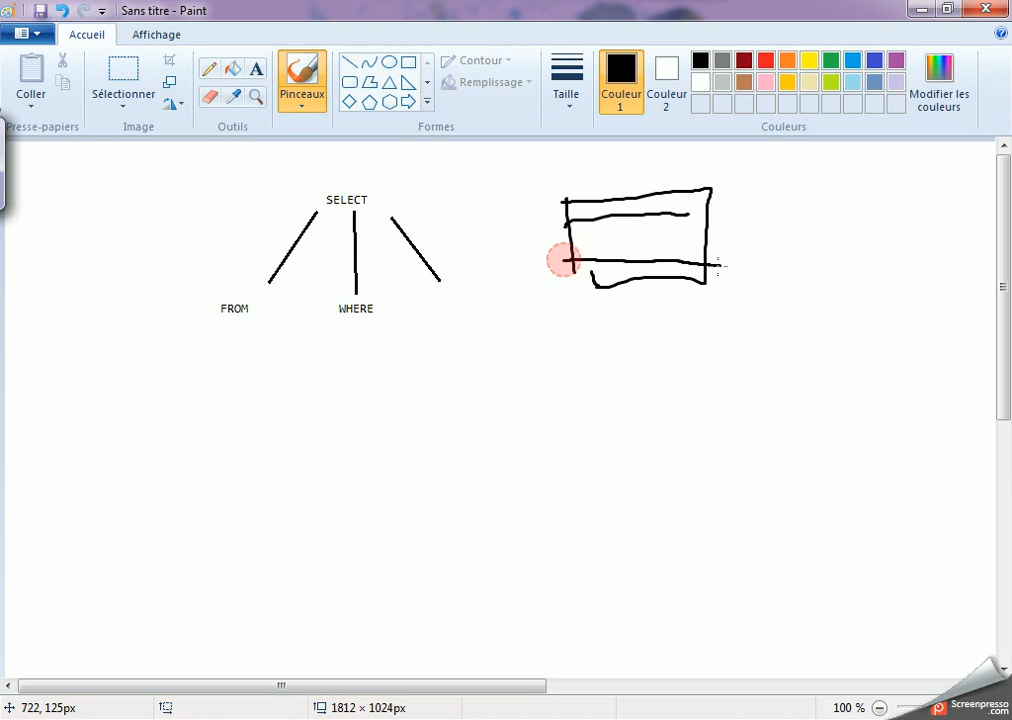 Sans titre - Paint
Accueil
Affichage
Coller
Sélectionner
Pinceaux
Contour
Remplissage
Taille
Couleur 1
Couleur 2
Modifier les couleurs
Presse-papiers
Image
Outils
Formes
Couleurs
SELECT
FROM
WHERE
722, 125px
1812 × 1024px
100 %
Screenpresso
.com